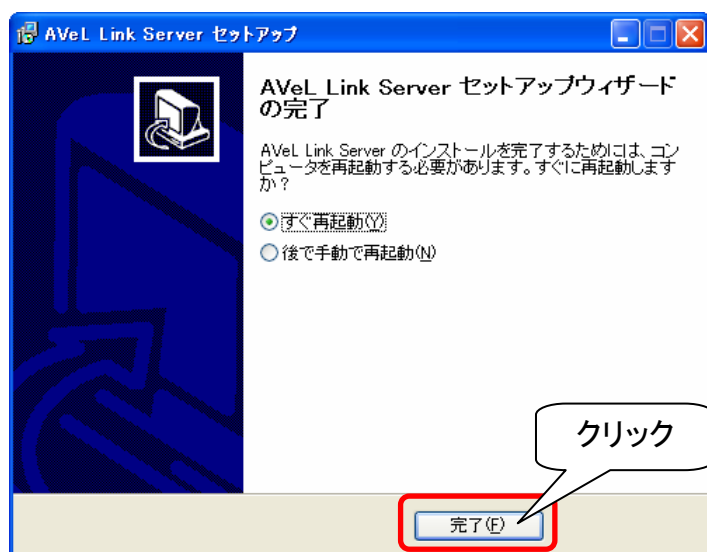 AVeL Link Server セットアップ
AVeL Link Server セットアップウィザード
の完了
AVeL Link Server のインストールを完了するためには、コン
ピュータを再起動する必要があります。すぐに再起動します
か？
すぐ再起動(Y)
後で手動で再起動(N)
クリック
完了(F)